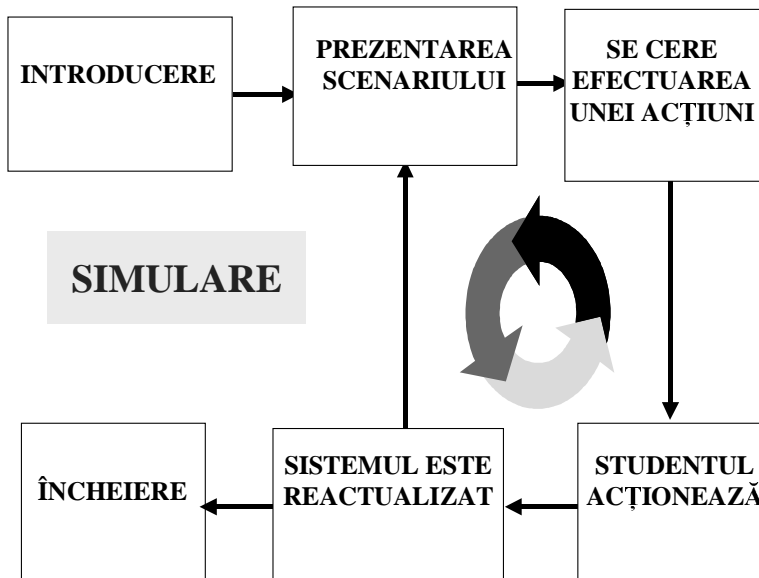 INTRODUCERE
PREZENTAREA
SCENARIULUI
SE CERE
EFECTUAREA
UNEI ACȚIUNI
SIMULARE
ÎNCHEIERE
SISTEMUL ESTE
REACTUALIZAT
STUDENTUL
ACȚIONEAZĂ